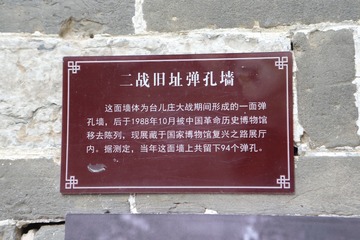 二战旧址弹孔墙
这面墙体为台儿庄大战期间形成的一面弹
孔墙，后于1988年10月被中国革命历史博物馆
移去陈列，现展藏于国家博物馆复兴之路展厅
内。据测定，当年这面墙上共留下94个弹孔。